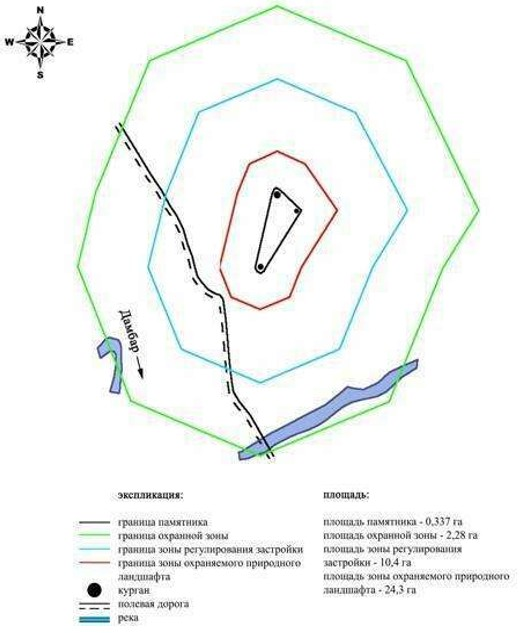 N
W E
S
Дамбар
экспликация:
граница памятника
граница охранной зоны
граница зоны регулирования застройки
граница зоны охраняемого природного
ландшафта
курган
полевая дорога
река
площадь:
площадь памятника - 0,337 га
площадь охранной зоны - 2,28 га
площадь зоны регулирования
застройки - 10,4 га
площадь зоны охраняемого природного
ландшафта - 24,3 га